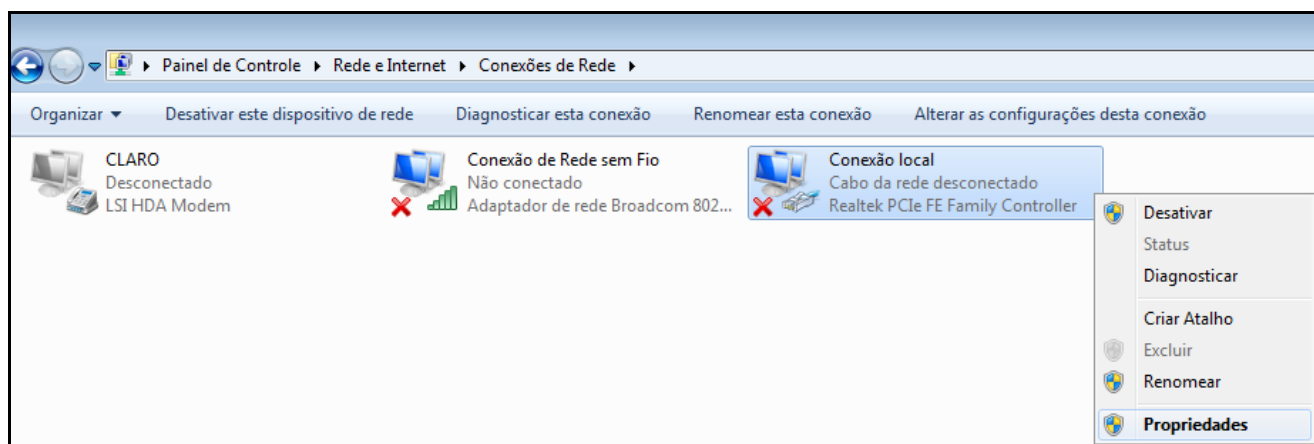 Painel de Controle Rede e Internet Conexões de Rede
Organizar Desativar este dispositivo de rede Diagnosticar esta conexão Renomear esta conexão Alterar as configurações desta conexão
CLARO
Desconectado
LSI HDA Modem
Conexão de Rede sem Fio
Não conectado
Adaptador de rede Broadcom 802...
Conexão local
Cabo da rede desconectado
Realtek PCIe FE Family Controller
Desativar
Status
Diagnosticar
Criar Atalho
Excluir
Renomear
Propriedades